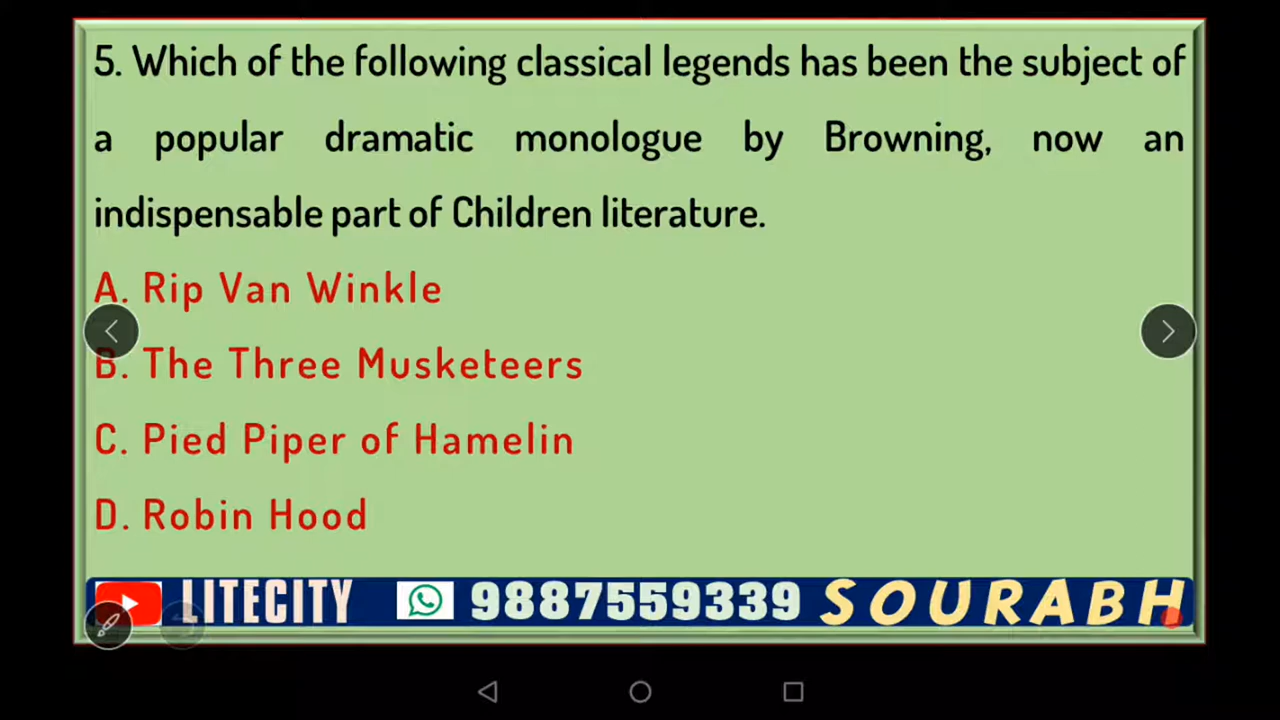 5. Which of the following classical legends has been the subject of
a popular dramatic monologue by Browning, now an
indispensable part of Children literature.
A. Rip Van Winkle
B. The Three Musketeers
C. Pied Piper of Hamelin
D. Robin Hood
LITECITY 9887559339 SOURABH